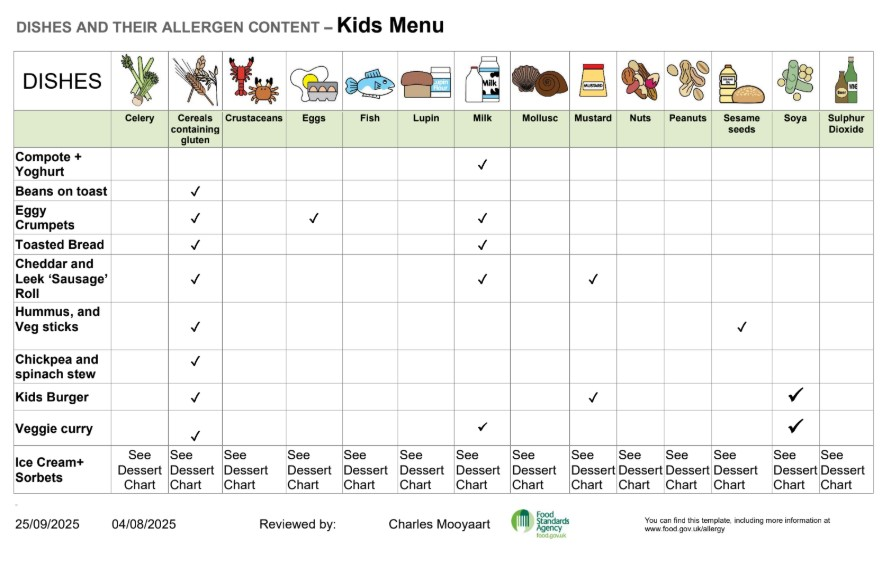 DISHES AND THEIR ALLERGEN CONTENT – Kids Menu
DISHES
Milk
MUSTARD
Celery Cereals containing gluten Crustaceans Eggs Fish Lupin Milk Mollusc Mustard Nuts Peanuts Sesame seeds Soya Sulphur Dioxide
Compote +
Yoghurt ✓
Beans on toast ✓
Eggy
Crumpets ✓ ✓ ✓
Toasted Bread ✓ ✓
Cheddar and
Leek ‘Sausage’
Roll ✓ ✓ ✓
Hummus, and
Veg sticks ✓ ✓
Chickpea and
spinach stew ✓
Kids Burger ✓ ✓ ✓
Veggie curry ✓ ✓ ✓
Ice Cream+
Sorbets
See See See See See See See See See See See See See See
Dessert Dessert Dessert Dessert Dessert Dessert Dessert Dessert Dessert Dessert Dessert Dessert Dessert Dessert
Chart Chart Chart Chart Chart Chart Chart Chart Chart Chart Chart Chart Chart Chart
25/09/2025 04/08/2025 Reviewed by: Charles Mooyaart
Food
Standards
Agency
food.gov.uk
You can find this template, including more information at
www.food.gov.uk/allergy